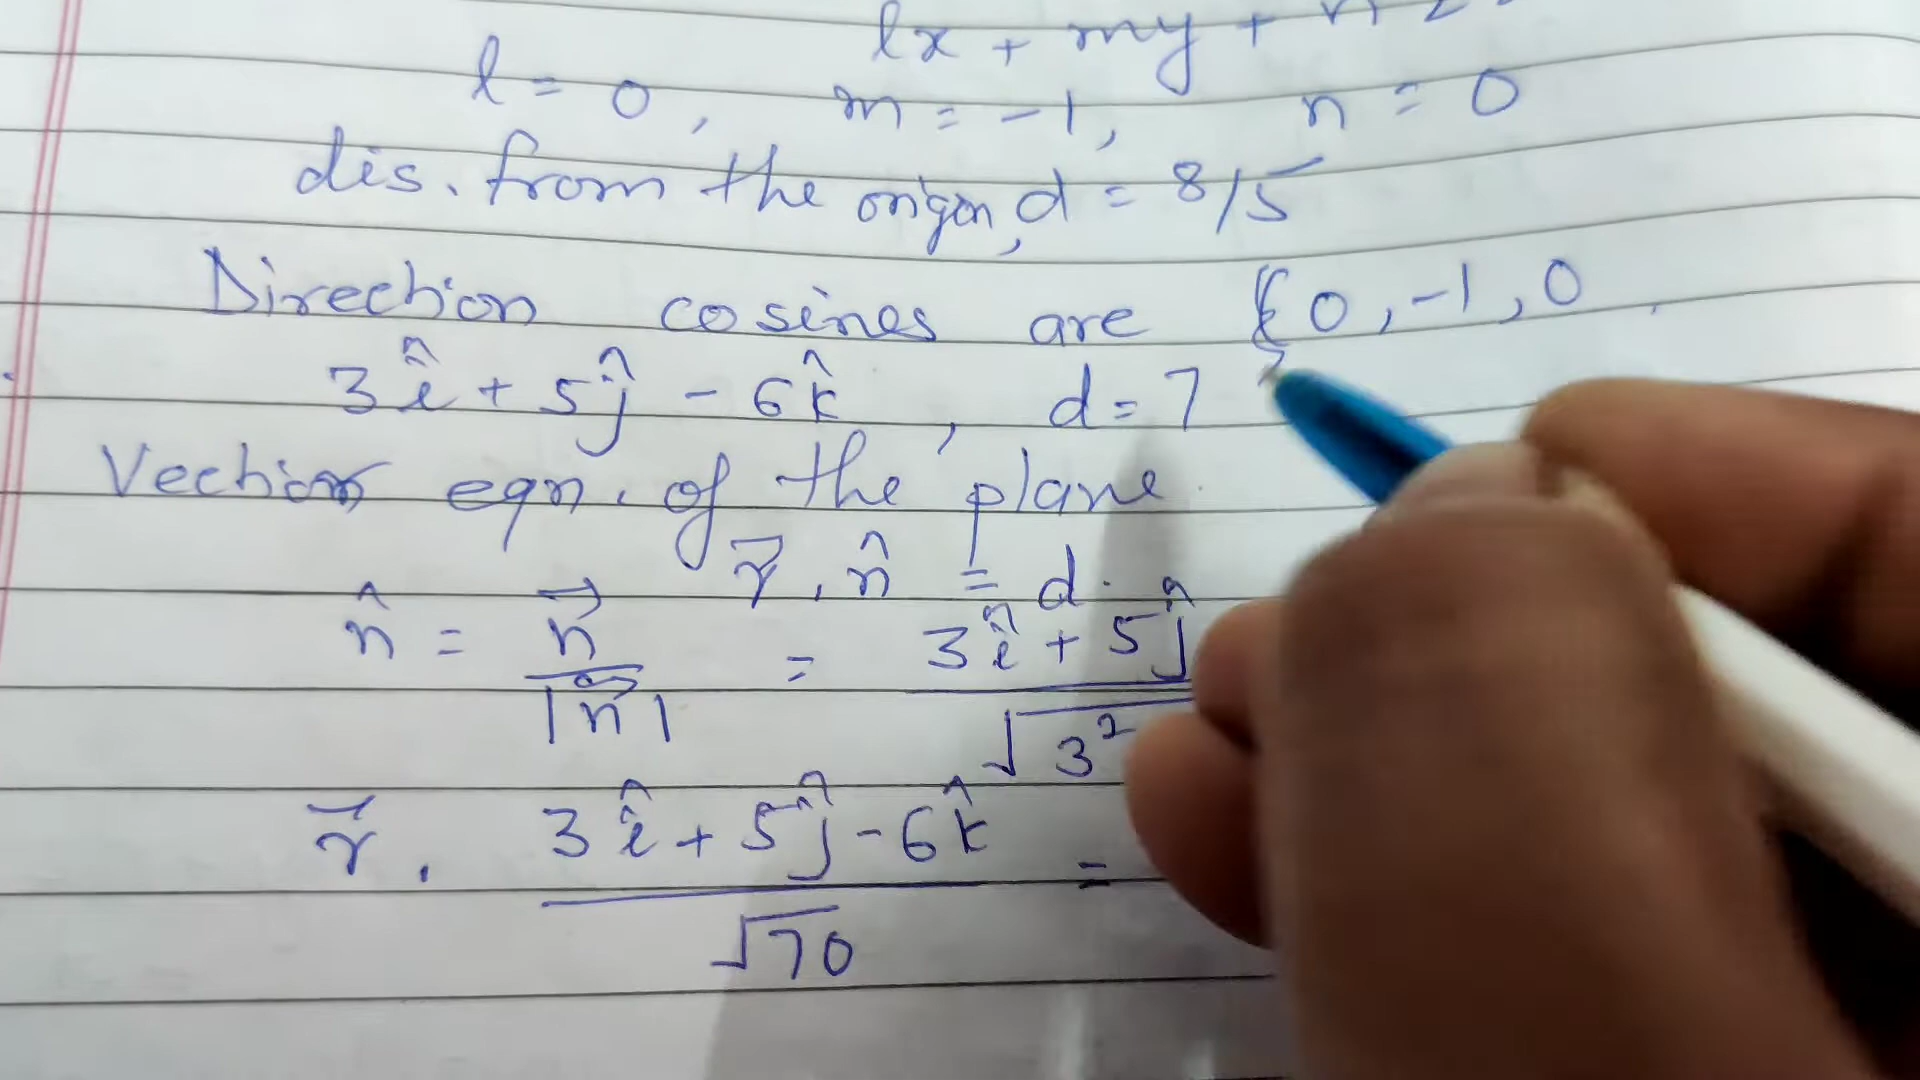 lx + my +
l = 0, m = -1, n = 0
dis. from the origin, d = 8/5
Direction cosines are 0, -1, 0
3î + 5ĵ - 6k̂, d = 7
Vector eqn. of the plane.
r⃗ . n̂ = d.
n̂ = n⃗ / |n⃗| = 3î + 5ĵ / √3²
r⃗ . 3î + 5ĵ - 6k̂ / √70 =